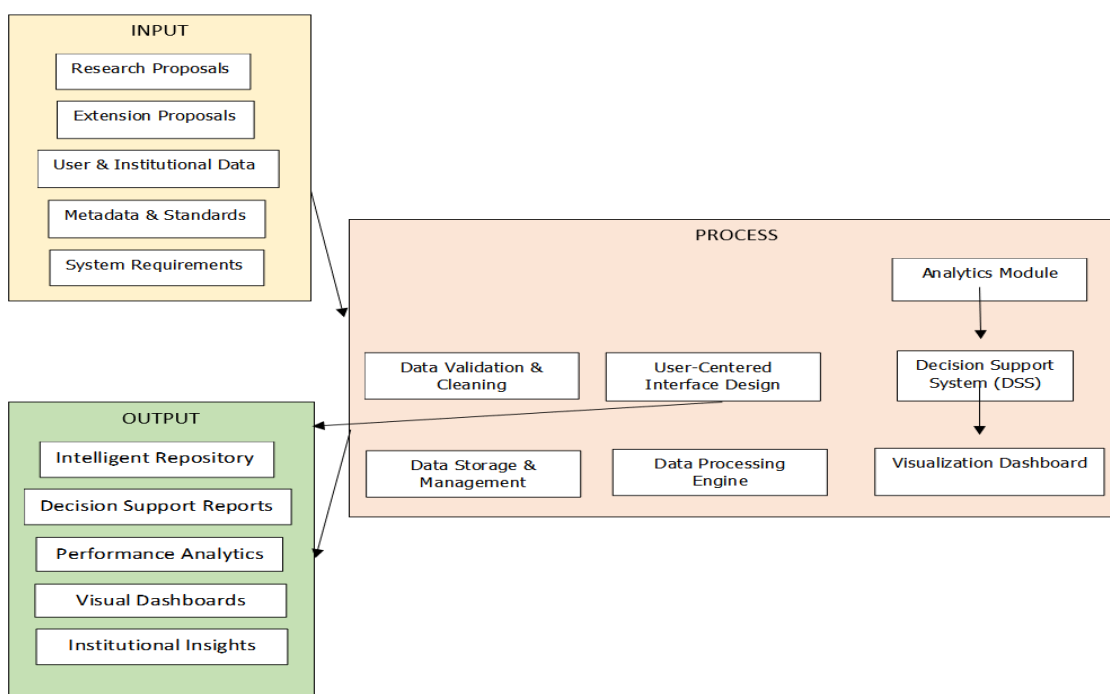 INPUT
Research Proposals
Extension Proposals
User & Institutional Data
Metadata & Standards
System Requirements
PROCESS
Analytics Module
Data Validation &
Cleaning
User-Centered
Interface Design
Decision Support
System (DSS)
Data Storage &
Management
Data Processing
Engine
Visualization Dashboard
OUTPUT
Intelligent Repository
Decision Support Reports
Performance Analytics
Visual Dashboards
Institutional Insights